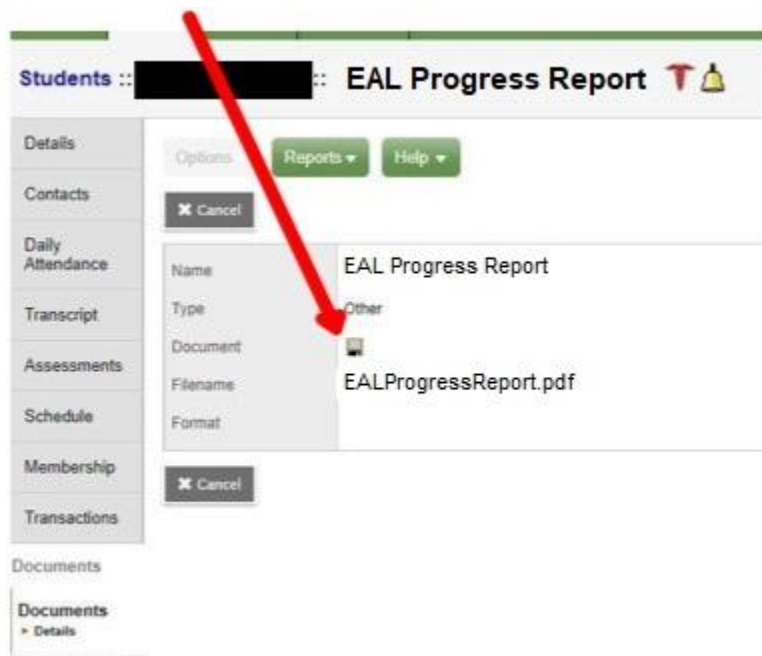 Students :: :: EAL Progress Report
Details
Options Reports Help
Contacts
Cancel
Daily
Attendance
Name EAL Progress Report
Transcript
Type Other
Document
Assessments
Filename EALProgressReport.pdf
Schedule
Format
Membership
Cancel
Transactions
Documents
Documents
Details